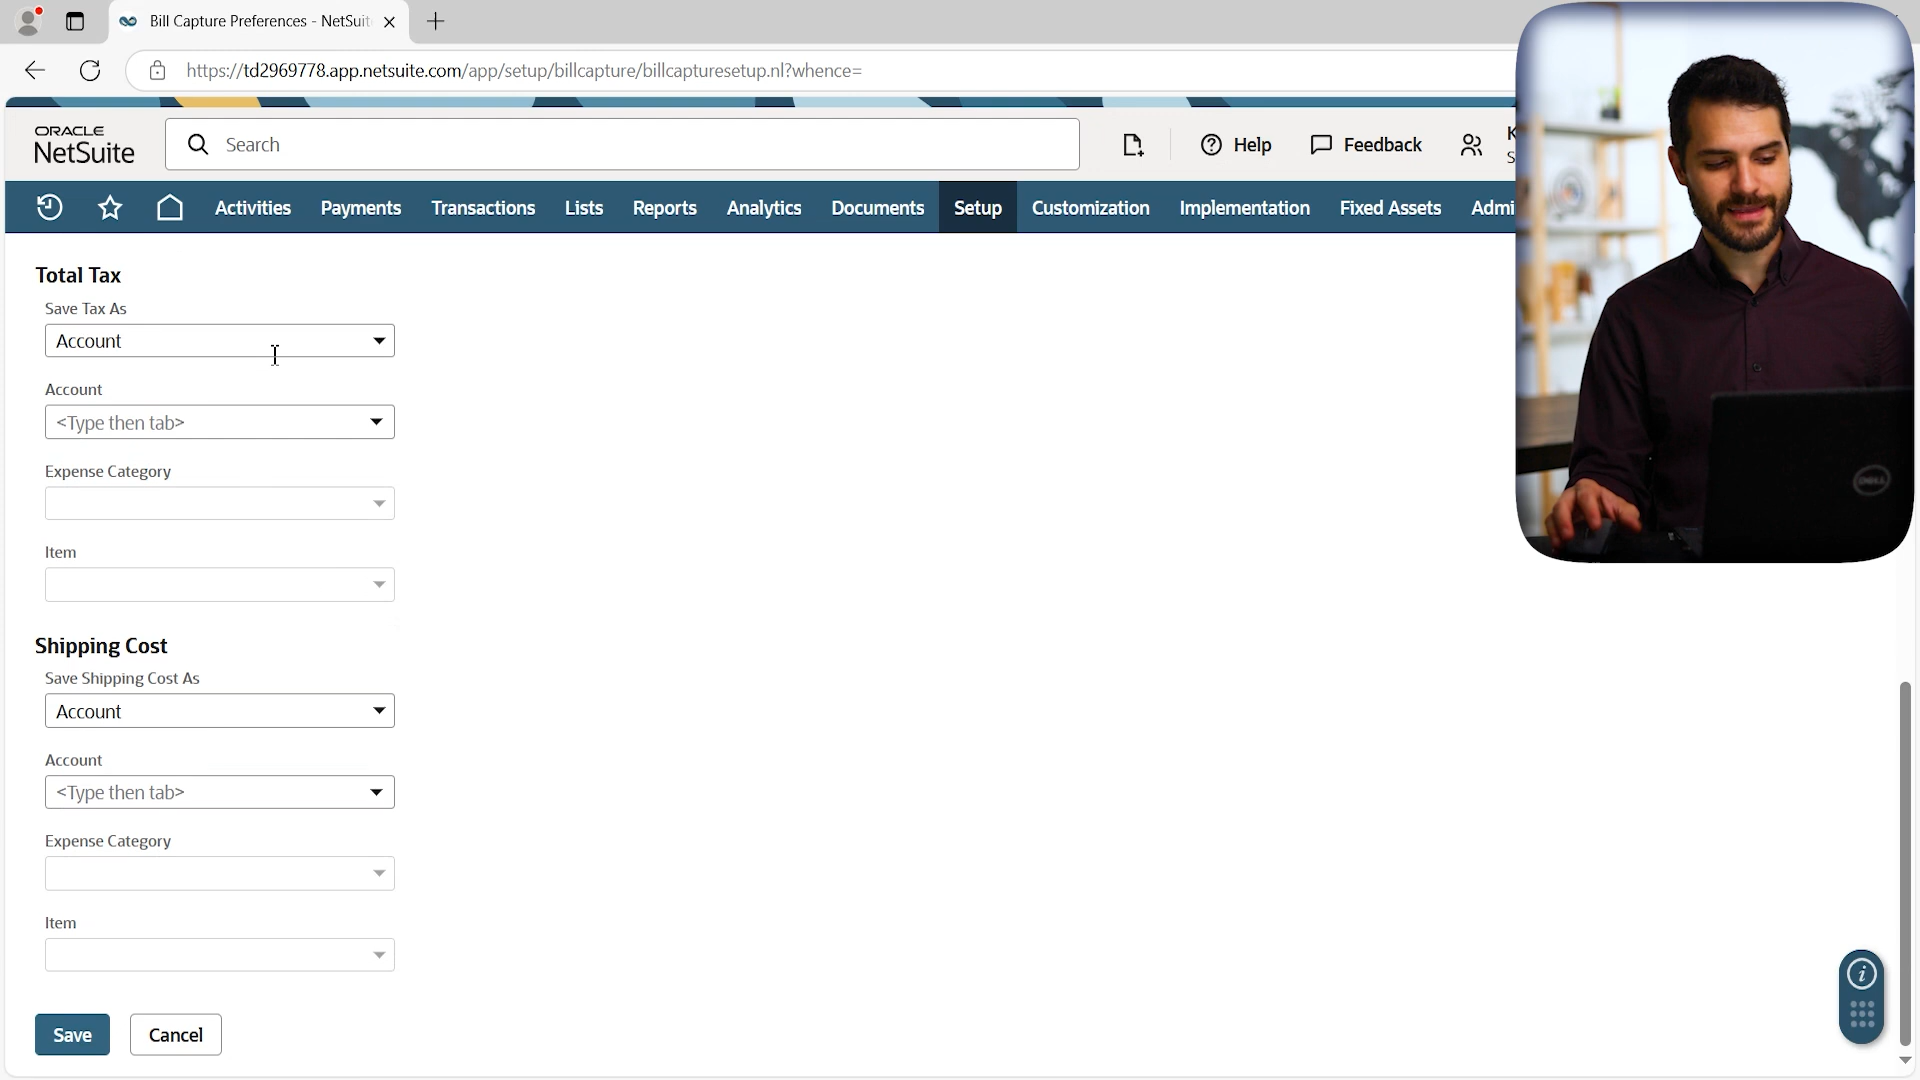 Bill Capture Preferences - NetSuit
https://td2969778.app.netsuite.com/app/setup/billcapture/billcapturesetup.nl?whence=
ORACLE
NetSuite
Search
Help
Feedback
K
S
Activities
Payments
Transactions
Lists
Reports
Analytics
Documents
Setup
Customization
Implementation
Fixed Assets
Admi
Total Tax
Save Tax As
Account
Account
<Type then tab>
Expense Category
Item
Shipping Cost
Save Shipping Cost As
Account
Account
<Type then tab>
Expense Category
Item
Save
Cancel
DELL